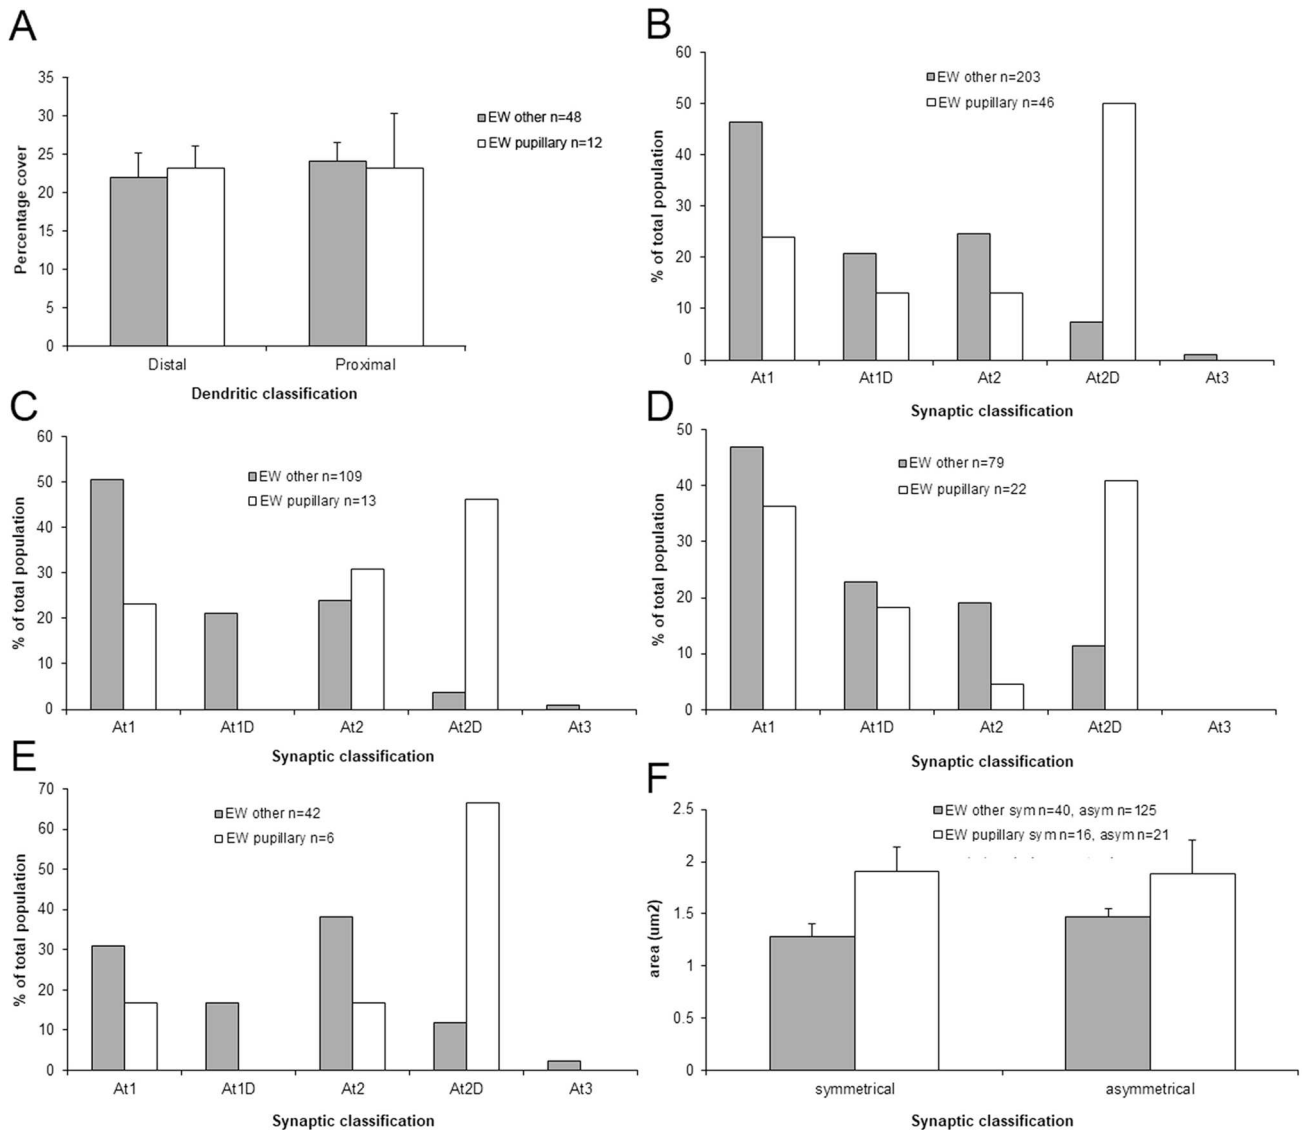 A
35
30
25
20
15
10
5
0
Percentage cover
EW other n=48
EW pupillary n=12
Distal
Proximal
Dendritic classification
B
60
50
40
30
20
10
0
% of total population
EW other n=203
EW pupillary n=46
At1
At1D
At2
At2D
At3
Synaptic classification
C
60
50
40
30
20
10
0
% of total population
EW other n=109
EW pupillary n=13
At1
At1D
At2
At2D
At3
Synaptic classification
D
50
40
30
20
10
0
% of total population
EW other n=79
EW pupillary n=22
At1
At1D
At2
At2D
At3
Synaptic classification
E
70
60
50
40
30
20
10
0
% of total population
EW other n=42
EW pupillary n=6
At1
At1D
At2
At2D
At3
Synaptic classification
F
2.5
2
1.5
1
0.5
0
area (um2)
EW other sym n=40, asym n=125
EW pupillary sym n=16, asym n=21
symmetrical
asymmetrical
Synaptic classification